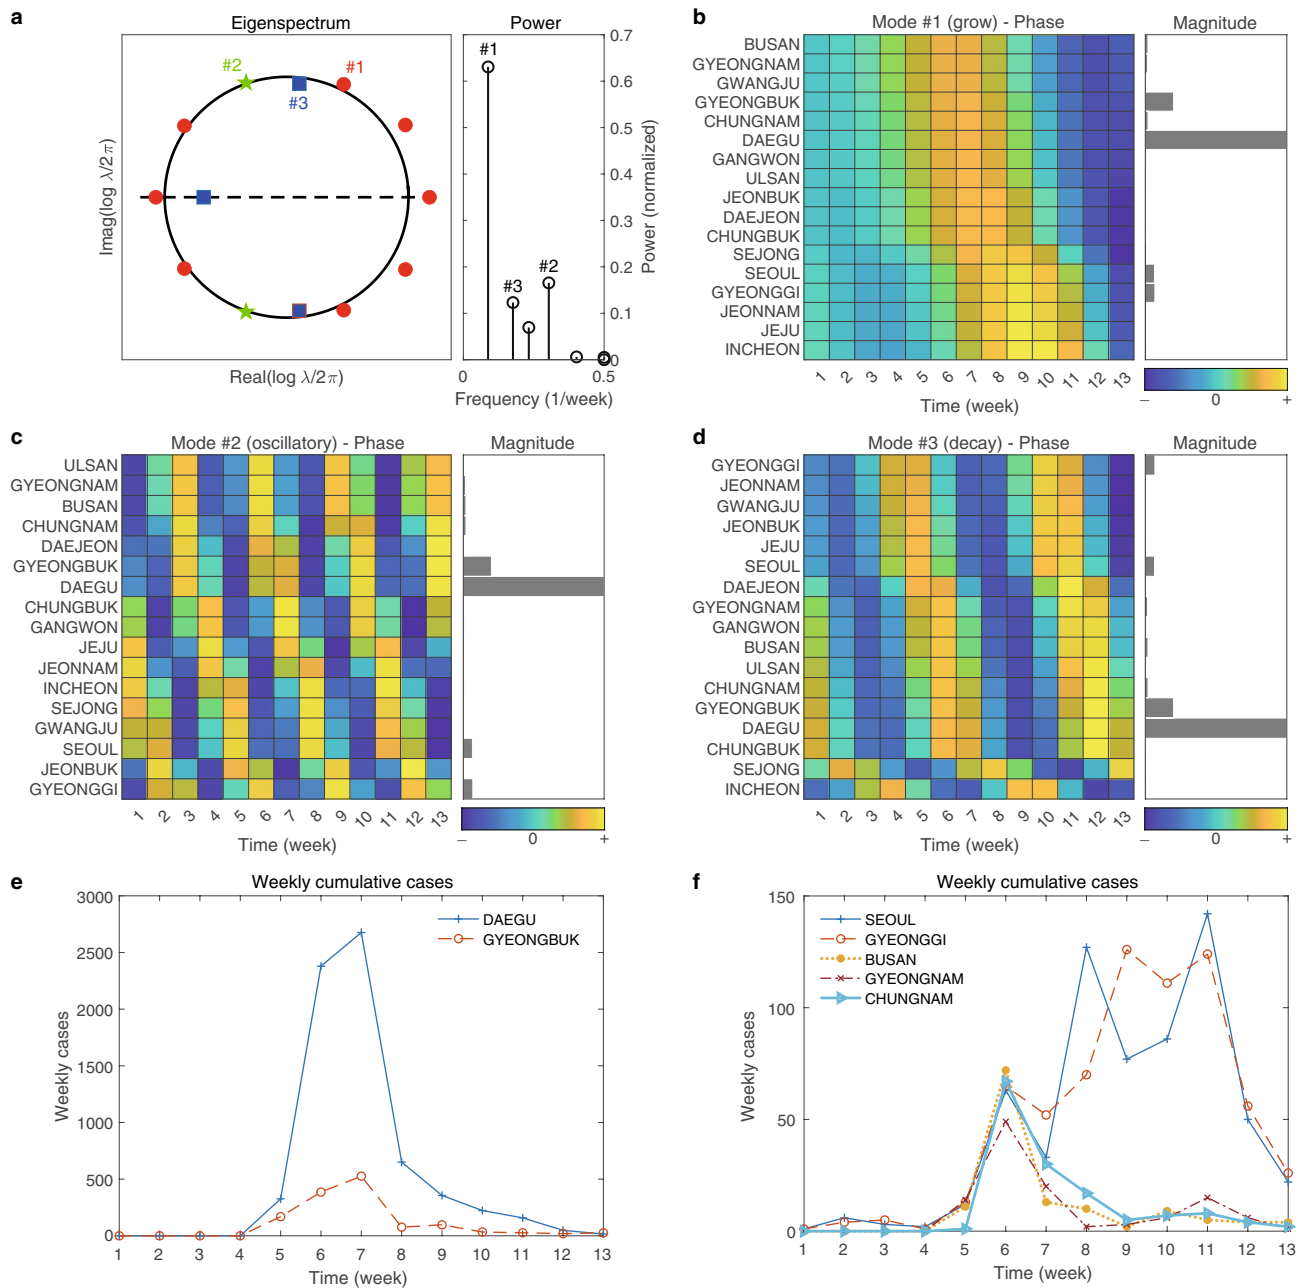 a
Eigenspectrum
Power
#2
#1
#3
Imag(log λ/2π)
Real(log λ/2π)
#1
#3
#2
0.7
0.6
0.5
0.4
0.3
0.2
0.1
0
Power (normalized)
0
0.5
Frequency (1/week)
b
Mode #1 (grow) - Phase
Magnitude
BUSAN
GYEONGNAM
GWANGJU
GYEONGBUK
CHUNGNAM
DAEGU
GANGWON
ULSAN
JEONBUK
DAEJEON
CHUNGBUK
SEJONG
SEOUL
GYEONGGI
JEONNAM
JEJU
INCHEON
1 2 3 4 5 6 7 8 9 10 11 12 13
Time (week)
− 0 +
c
Mode #2 (oscillatory) - Phase
Magnitude
ULSAN
GYEONGNAM
BUSAN
CHUNGNAM
DAEJEON
GYEONGBUK
DAEGU
CHUNGBUK
GANGWON
JEJU
JEONNAM
INCHEON
SEJONG
GWANGJU
SEOUL
JEONBUK
GYEONGGI
1 2 3 4 5 6 7 8 9 10 11 12 13
Time (week)
− 0 +
d
Mode #3 (decay) - Phase
Magnitude
GYEONGGI
JEONNAM
GWANGJU
JEONBUK
JEJU
SEOUL
DAEJEON
GYEONGNAM
GANGWON
BUSAN
ULSAN
CHUNGNAM
GYEONGBUK
DAEGU
CHUNGBUK
SEJONG
INCHEON
1 2 3 4 5 6 7 8 9 10 11 12 13
Time (week)
− 0 +
e
Weekly cumulative cases
DAEGU
GYEONGBUK
3000
2500
2000
1500
1000
500
0
Weekly cases
1 2 3 4 5 6 7 8 9 10 11 12 13
Time (week)
f
Weekly cumulative cases
SEOUL
GYEONGGI
BUSAN
GYEONGNAM
CHUNGNAM
150
100
50
0
Weekly cases
1 2 3 4 5 6 7 8 9 10 11 12 13
Time (week)